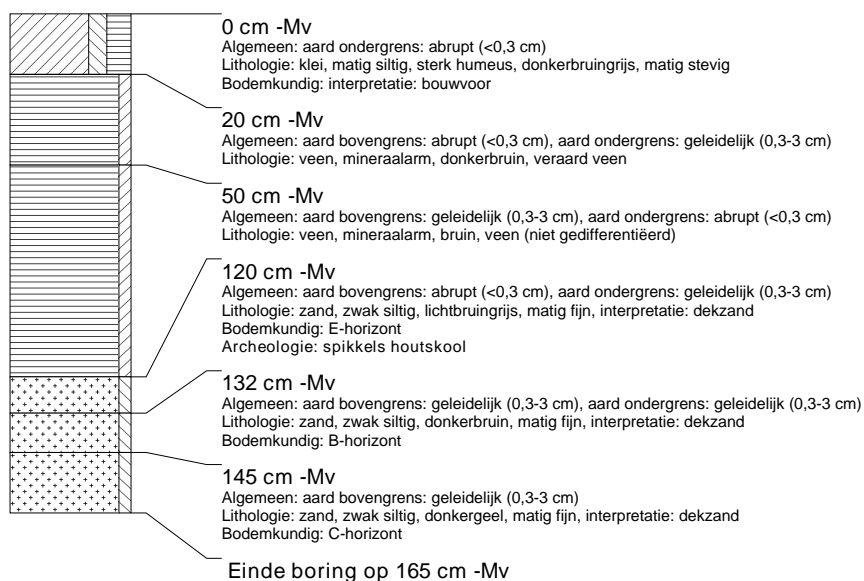 0 cm -Mv
Algemeen: aard ondergrens: abrupt (<0,3 cm)
Lithologie: klei, matig siltig, sterk humeus, donkerbruingrijs, matig stevig
Bodemkundig: interpretatie: bouwvoor
20 cm -Mv
Algemeen: aard bovengrens: abrupt (<0,3 cm), aard ondergrens: geleidelijk (0,3-3 cm)
Lithologie: veen, mineraalarm, donkerbruin, veraard veen
50 cm -Mv
Algemeen: aard bovengrens: geleidelijk (0,3-3 cm), aard ondergrens: abrupt (<0,3 cm)
Lithologie: veen, mineraalarm, bruin, veen (niet gedifferentiëerd)
120 cm -Mv
Algemeen: aard bovengrens: abrupt (<0,3 cm), aard ondergrens: geleidelijk (0,3-3 cm)
Lithologie: zand, zwak siltig, lichtbruingrijs, matig fijn, interpretatie: dekzand
Bodemkundig: E-horizont
Archeologie: spikkels houtskool
132 cm -Mv
Algemeen: aard bovengrens: geleidelijk (0,3-3 cm), aard ondergrens: geleidelijk (0,3-3 cm)
Lithologie: zand, zwak siltig, donkerbruin, matig fijn, interpretatie: dekzand
Bodemkundig: B-horizont
145 cm -Mv
Algemeen: aard bovengrens: geleidelijk (0,3-3 cm)
Lithologie: zand, zwak siltig, donkergeel, matig fijn, interpretatie: dekzand
Bodemkundig: C-horizont
Einde boring op 165 cm -Mv